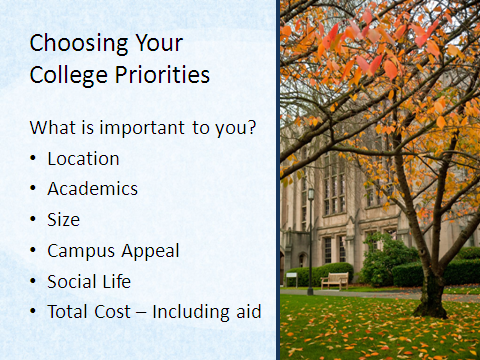 Choosing Your
College Priorities
What is important to you?
• Location
• Academics
• Size
• Campus Appeal
• Social Life
• Total Cost – Including aid